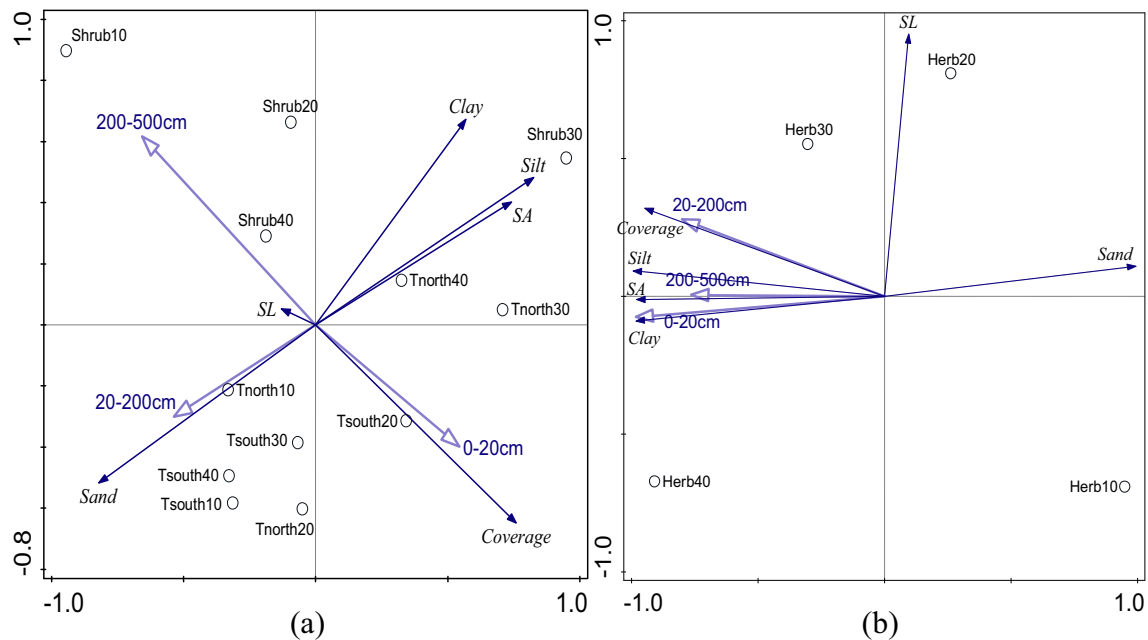 1.0
Shrub10
Shrub20
200-500cm
Clay
Shrub30
Silt
SA
Shrub40
Tnorth40
SL
Tnorth30
Tnorth10
20-200cm
Tsouth20
Tsouth30
0-20cm
Tsouth40
Sand
Tsouth10
Tnorth20
Coverage
-0.8
-1.0
1.0
(a)
1.0
SL
Herb20
Herb30
20-200cm
Coverage
Silt
Sand
200-500cm
SA
0-20cm
Clay
Herb40
Herb10
-1.0
-1.0
1.0
(b)